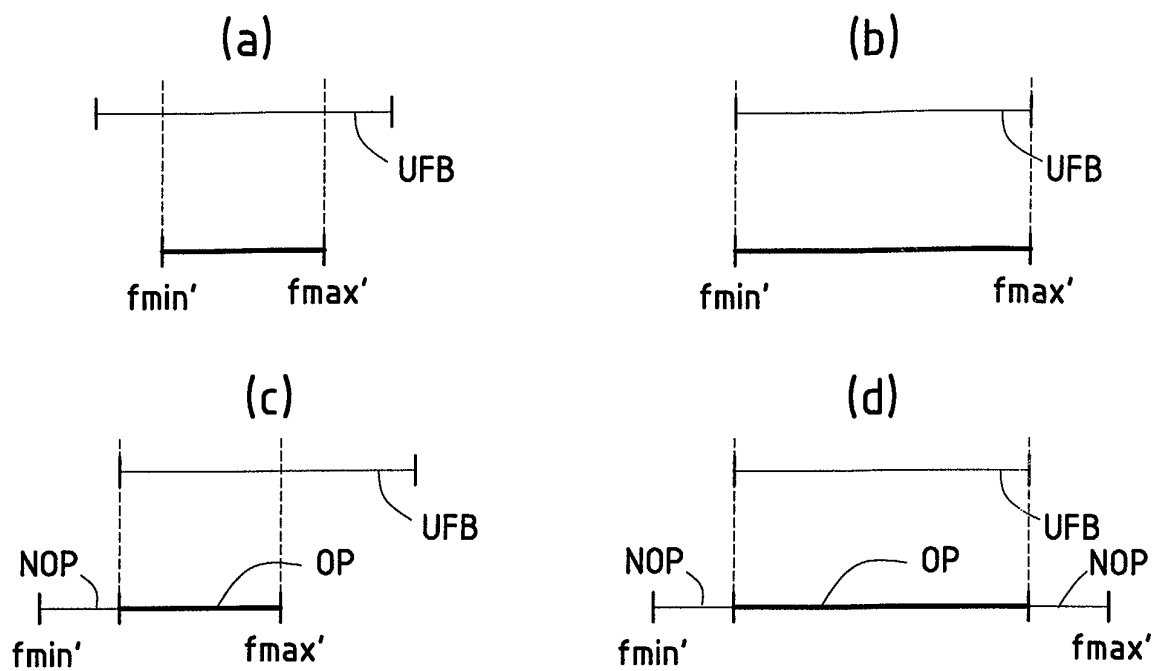 (a)
UFB
fmin' fmax'
(b)
UFB
fmin' fmax'
(c)
UFB
NOP OP
fmin' fmax'
(d)
UFB
NOP OP NOP
fmin' fmax'